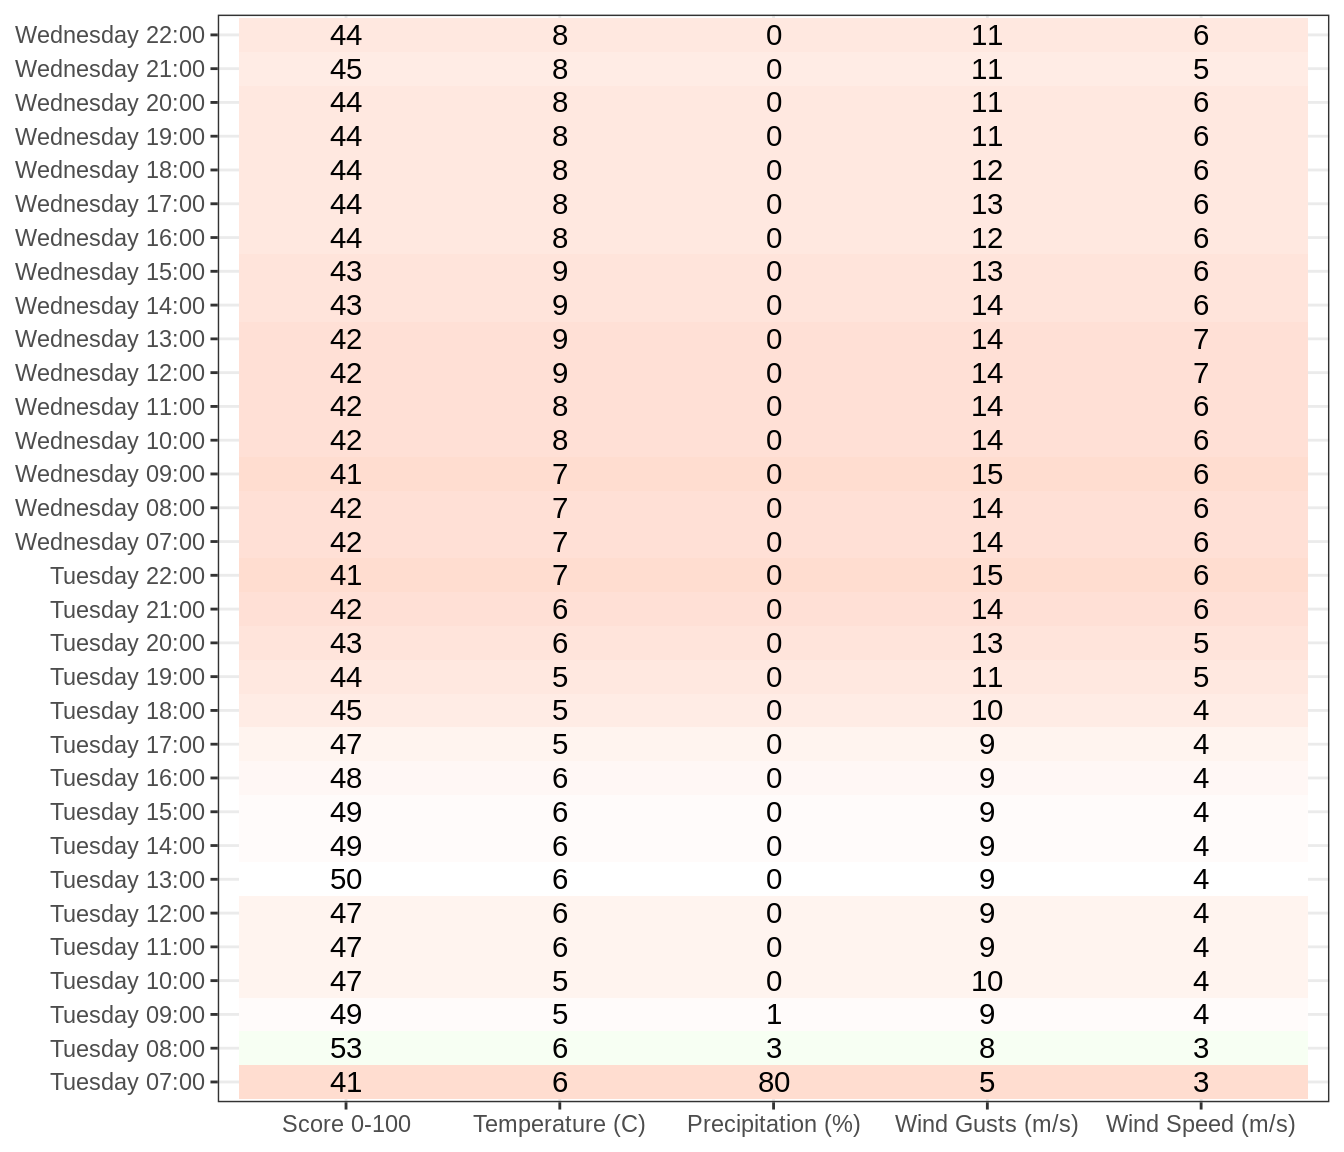 Wednesday 22:00 44 8 0 11 6
Wednesday 21:00 45 8 0 11 5
Wednesday 20:00 44 8 0 11 6
Wednesday 19:00 44 8 0 11 6
Wednesday 18:00 44 8 0 12 6
Wednesday 17:00 44 8 0 13 6
Wednesday 16:00 44 8 0 12 6
Wednesday 15:00 43 9 0 13 6
Wednesday 14:00 43 9 0 14 6
Wednesday 13:00 42 9 0 14 7
Wednesday 12:00 42 9 0 14 7
Wednesday 11:00 42 8 0 14 6
Wednesday 10:00 42 8 0 14 6
Wednesday 09:00 41 7 0 15 6
Wednesday 08:00 42 7 0 14 6
Wednesday 07:00 42 7 0 14 6
Tuesday 22:00 41 7 0 15 6
Tuesday 21:00 42 6 0 14 6
Tuesday 20:00 43 6 0 13 5
Tuesday 19:00 44 5 0 11 5
Tuesday 18:00 45 5 0 10 4
Tuesday 17:00 47 5 0 9 4
Tuesday 16:00 48 6 0 9 4
Tuesday 15:00 49 6 0 9 4
Tuesday 14:00 49 6 0 9 4
Tuesday 13:00 50 6 0 9 4
Tuesday 12:00 47 6 0 9 4
Tuesday 11:00 47 6 0 9 4
Tuesday 10:00 47 5 0 10 4
Tuesday 09:00 49 5 1 9 4
Tuesday 08:00 53 6 3 8 3
Tuesday 07:00 41 6 80 5 3
Score 0-100 Temperature (C) Precipitation (%) Wind Gusts (m/s) Wind Speed (m/s)